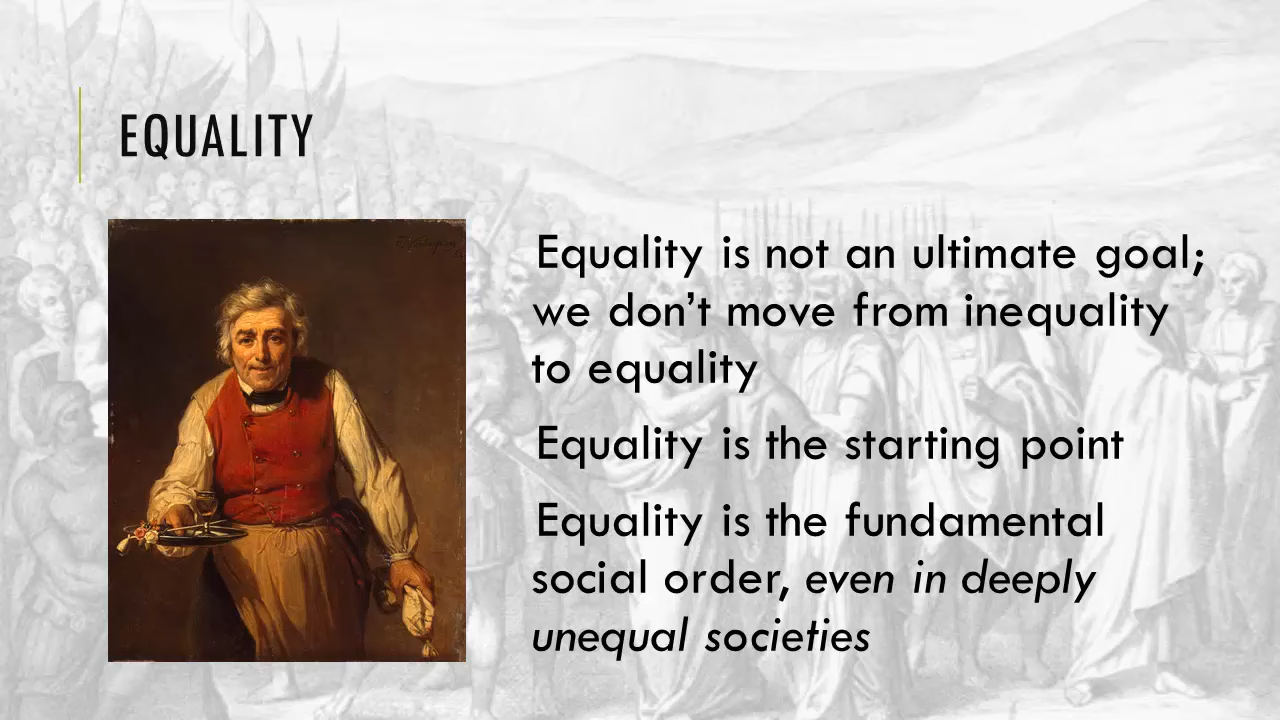 EQUALITY
Equality is not an ultimate goal;
we don’t move from inequality
to equality
Equality is the starting point
Equality is the fundamental
social order, even in deeply
unequal societies